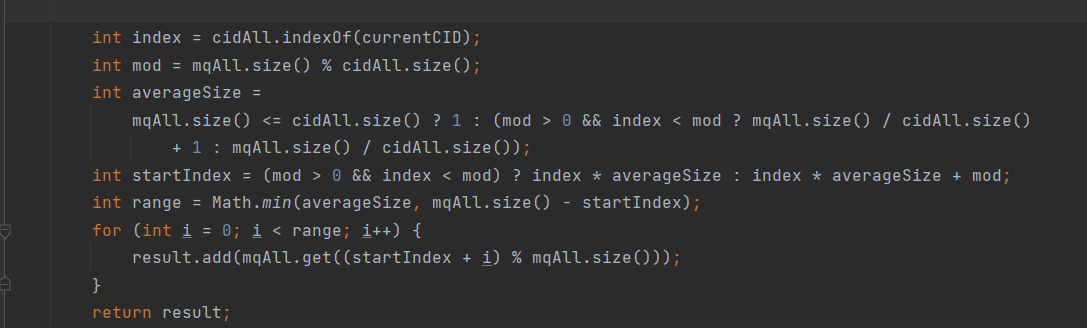 int index = cidAll.indexOf(currentCID);
int mod = mqAll.size() % cidAll.size();
int averageSize =
mqAll.size() <= cidAll.size() ? 1 : (mod > 0 && index < mod ? mqAll.size() / cidAll.size()
+ 1 : mqAll.size() / cidAll.size());
int startIndex = (mod > 0 && index < mod) ? index * averageSize : index * averageSize + mod;
int range = Math.min(averageSize, mqAll.size() - startIndex);
for (int i = 0; i < range; i++) {
result.add(mqAll.get((startIndex + i) % mqAll.size()));
}
return result;